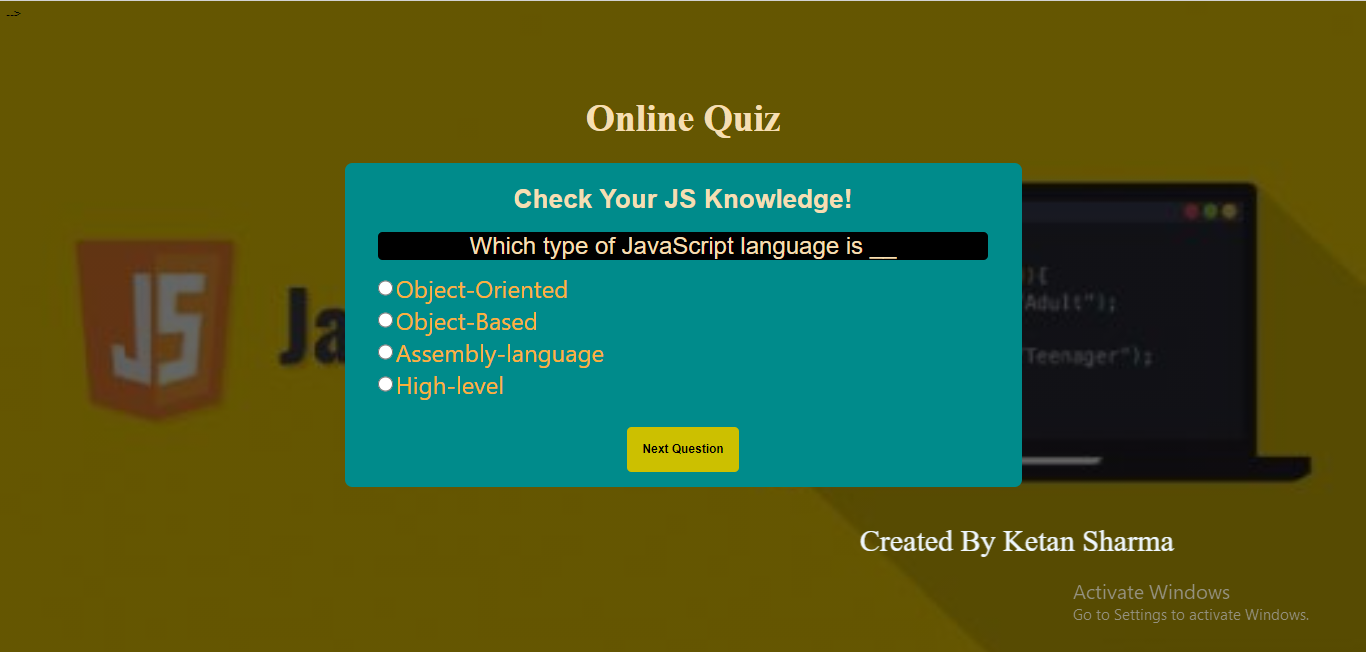 -->
Online Quiz
Check Your JS Knowledge!
Which type of JavaScript language is __
Object-Oriented
Object-Based
Assembly-language
High-level
JS
Ja
){
"Adult");
"Teenager");
Next Question
Created By Ketan Sharma
Activate Windows
Go to Settings to activate Windows.